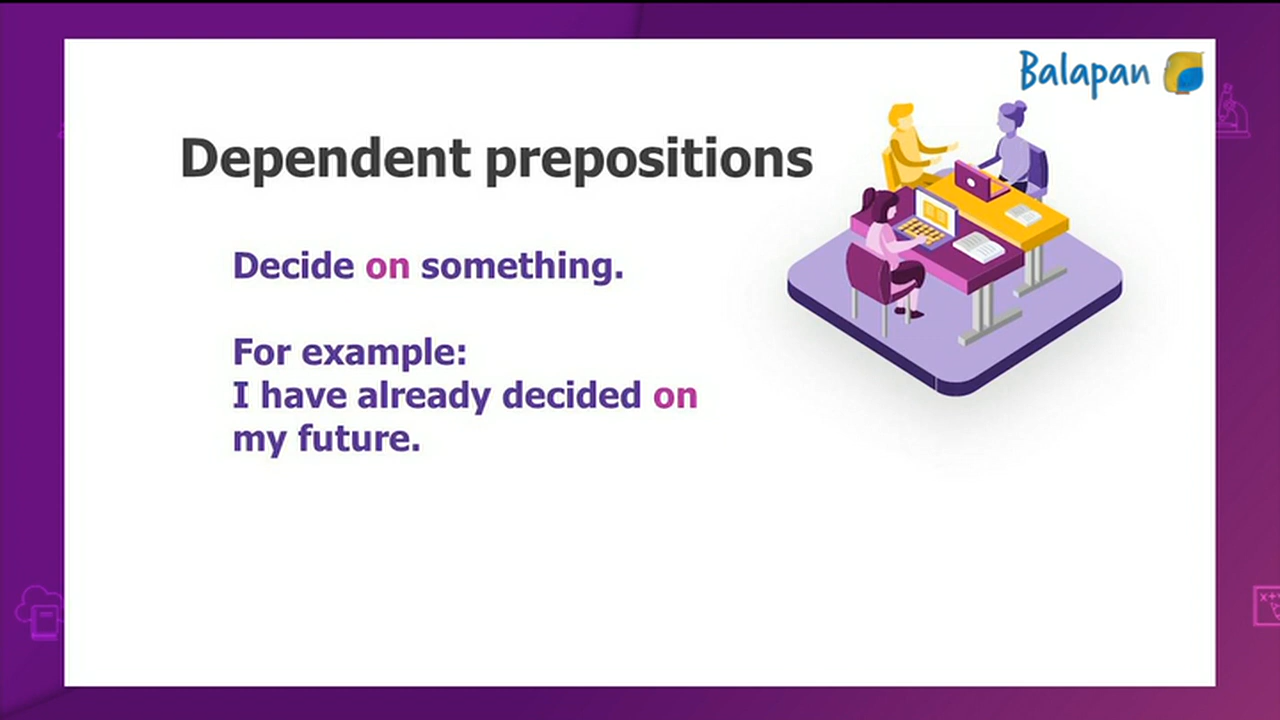 Balapan
Dependent prepositions
Decide on something.
For example:
I have already decided on
my future.